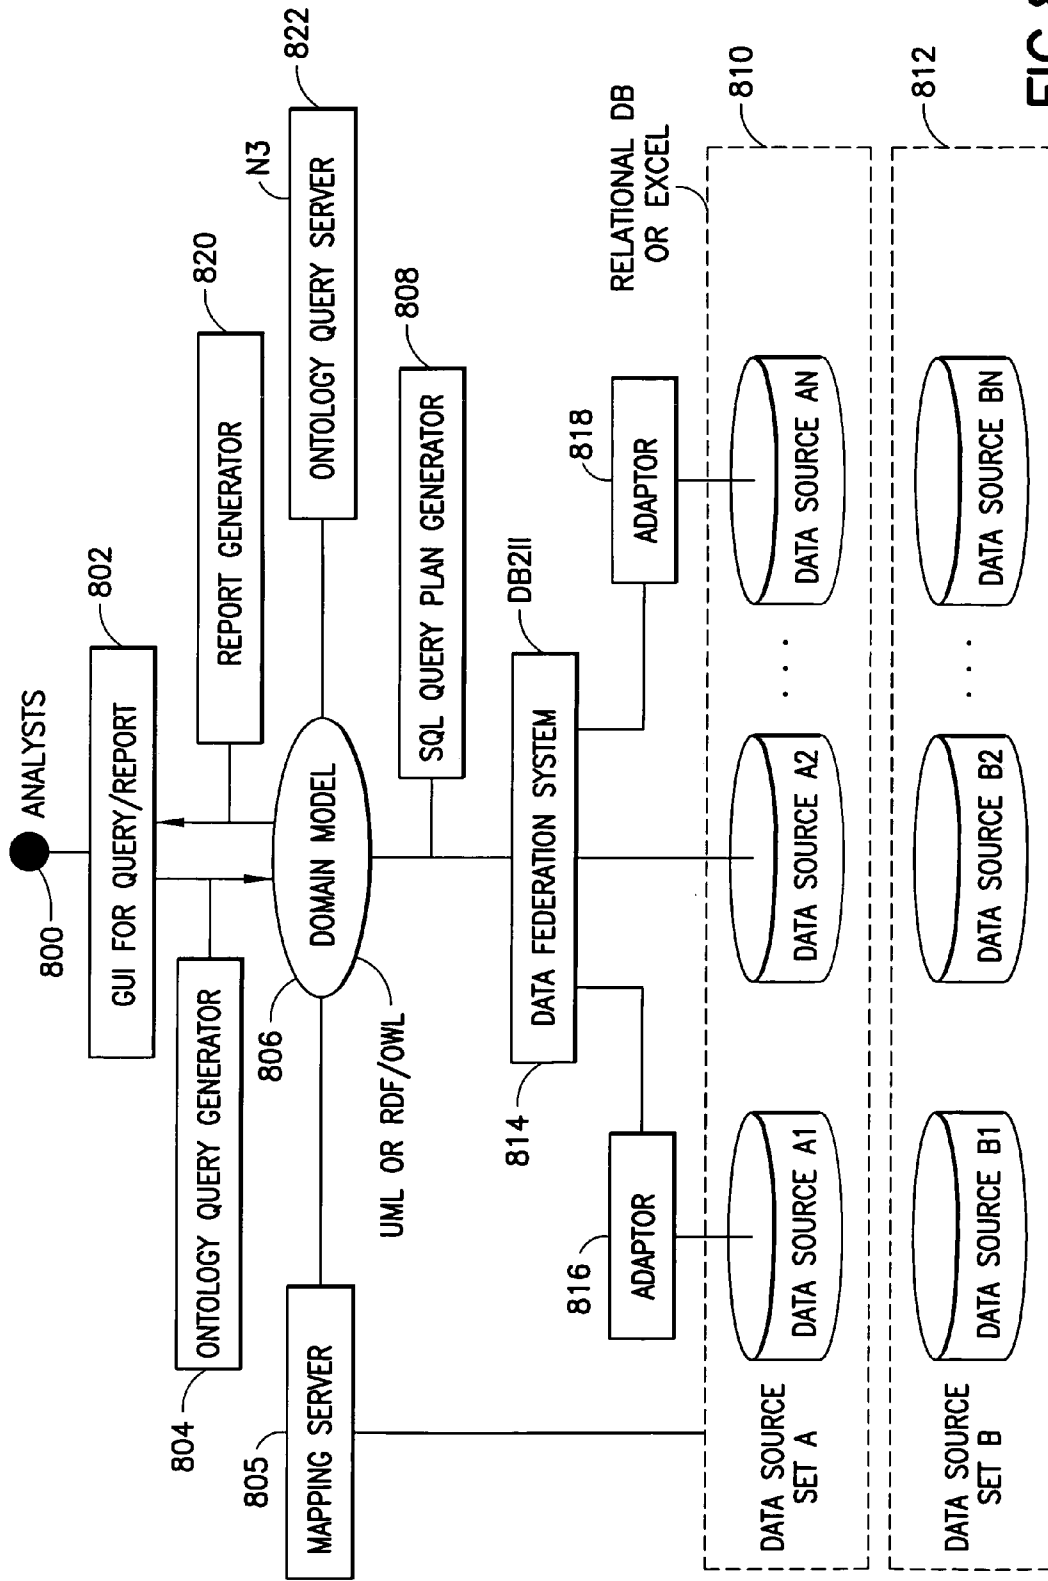 800
ANALYSTS
GUI FOR QUERY/REPORT
802
ONTOLOGY QUERY GENERATOR
804
REPORT GENERATOR
820
MAPPING SERVER
805
806
DOMAIN MODEL
UML OR RDF/OWL
ONTOLOGY QUERY SERVER
N3
822
SQL QUERY PLAN GENERATOR
808
DATA FEDERATION SYSTEM
814
DB2II
816
ADAPTOR
818
ADAPTOR
RELATIONAL DB
OR EXCEL
DATA SOURCE
SET A
DATA SOURCE A1
DATA SOURCE A2
. . .
DATA SOURCE AN
810
DATA SOURCE
SET B
DATA SOURCE B1
DATA SOURCE B2
. . .
DATA SOURCE BN
812
FIG.